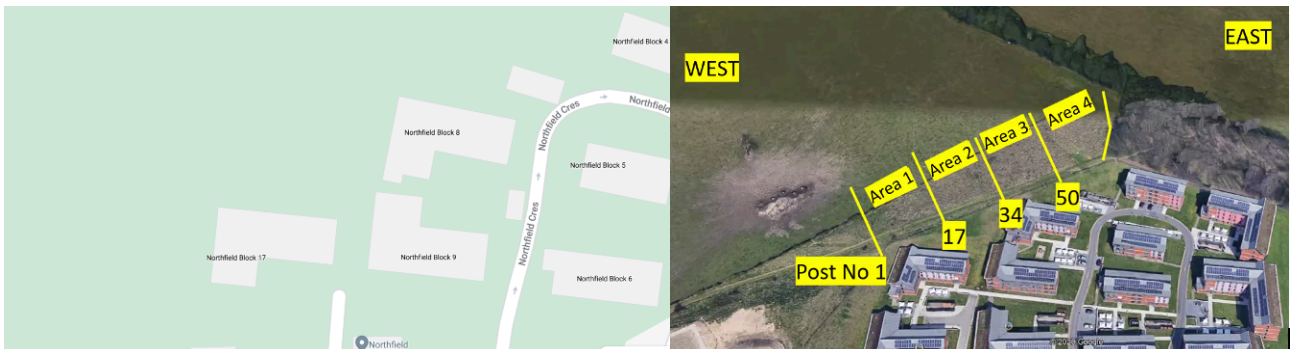 Northfield Block 4
Northfield Cres
Northfield
Northfield Block 8
Northfield Block 5
Northfield Cres
Northfield Block 17
Northfield Block 9
Northfield Block 6
Northfield
WEST
EAST
Area 1
Area 2
Area 3
Area 4
Post No 1
17
34
50